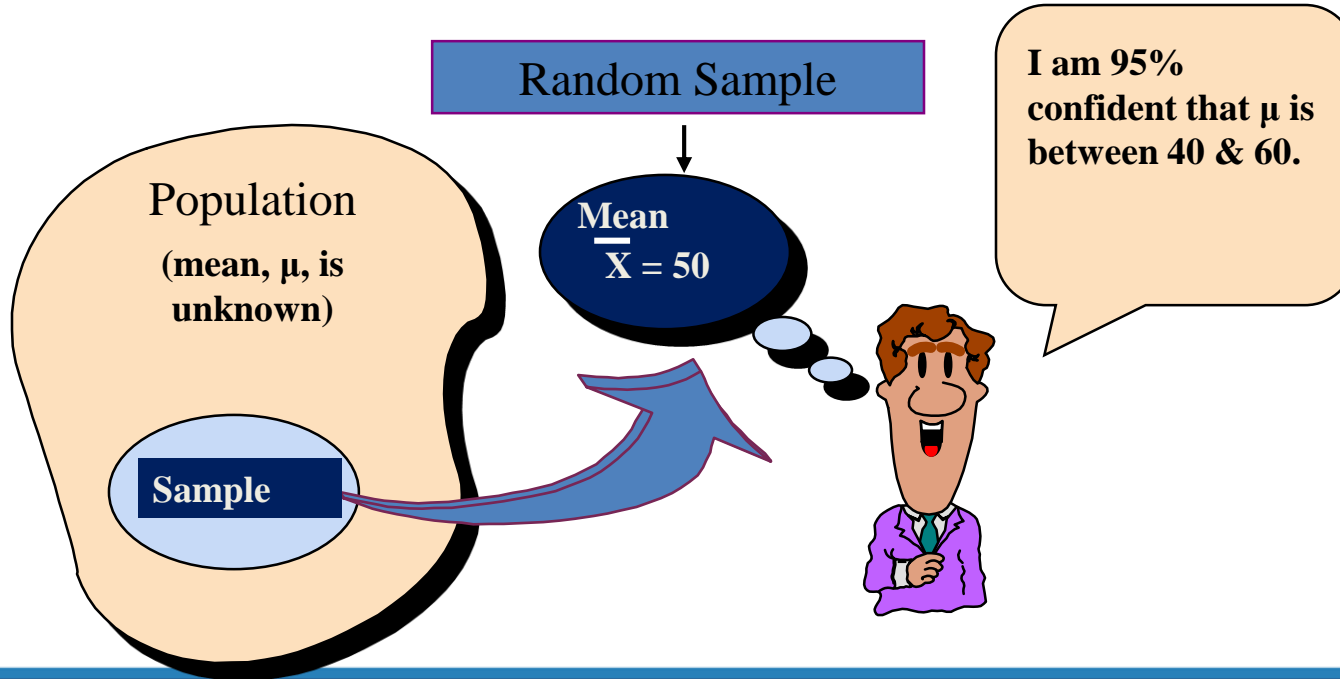 Random Sample
I am 95%
confident that μ is
between 40 & 60.
Population
(mean, μ, is
unknown)
Mean
X̅ = 50
Sample